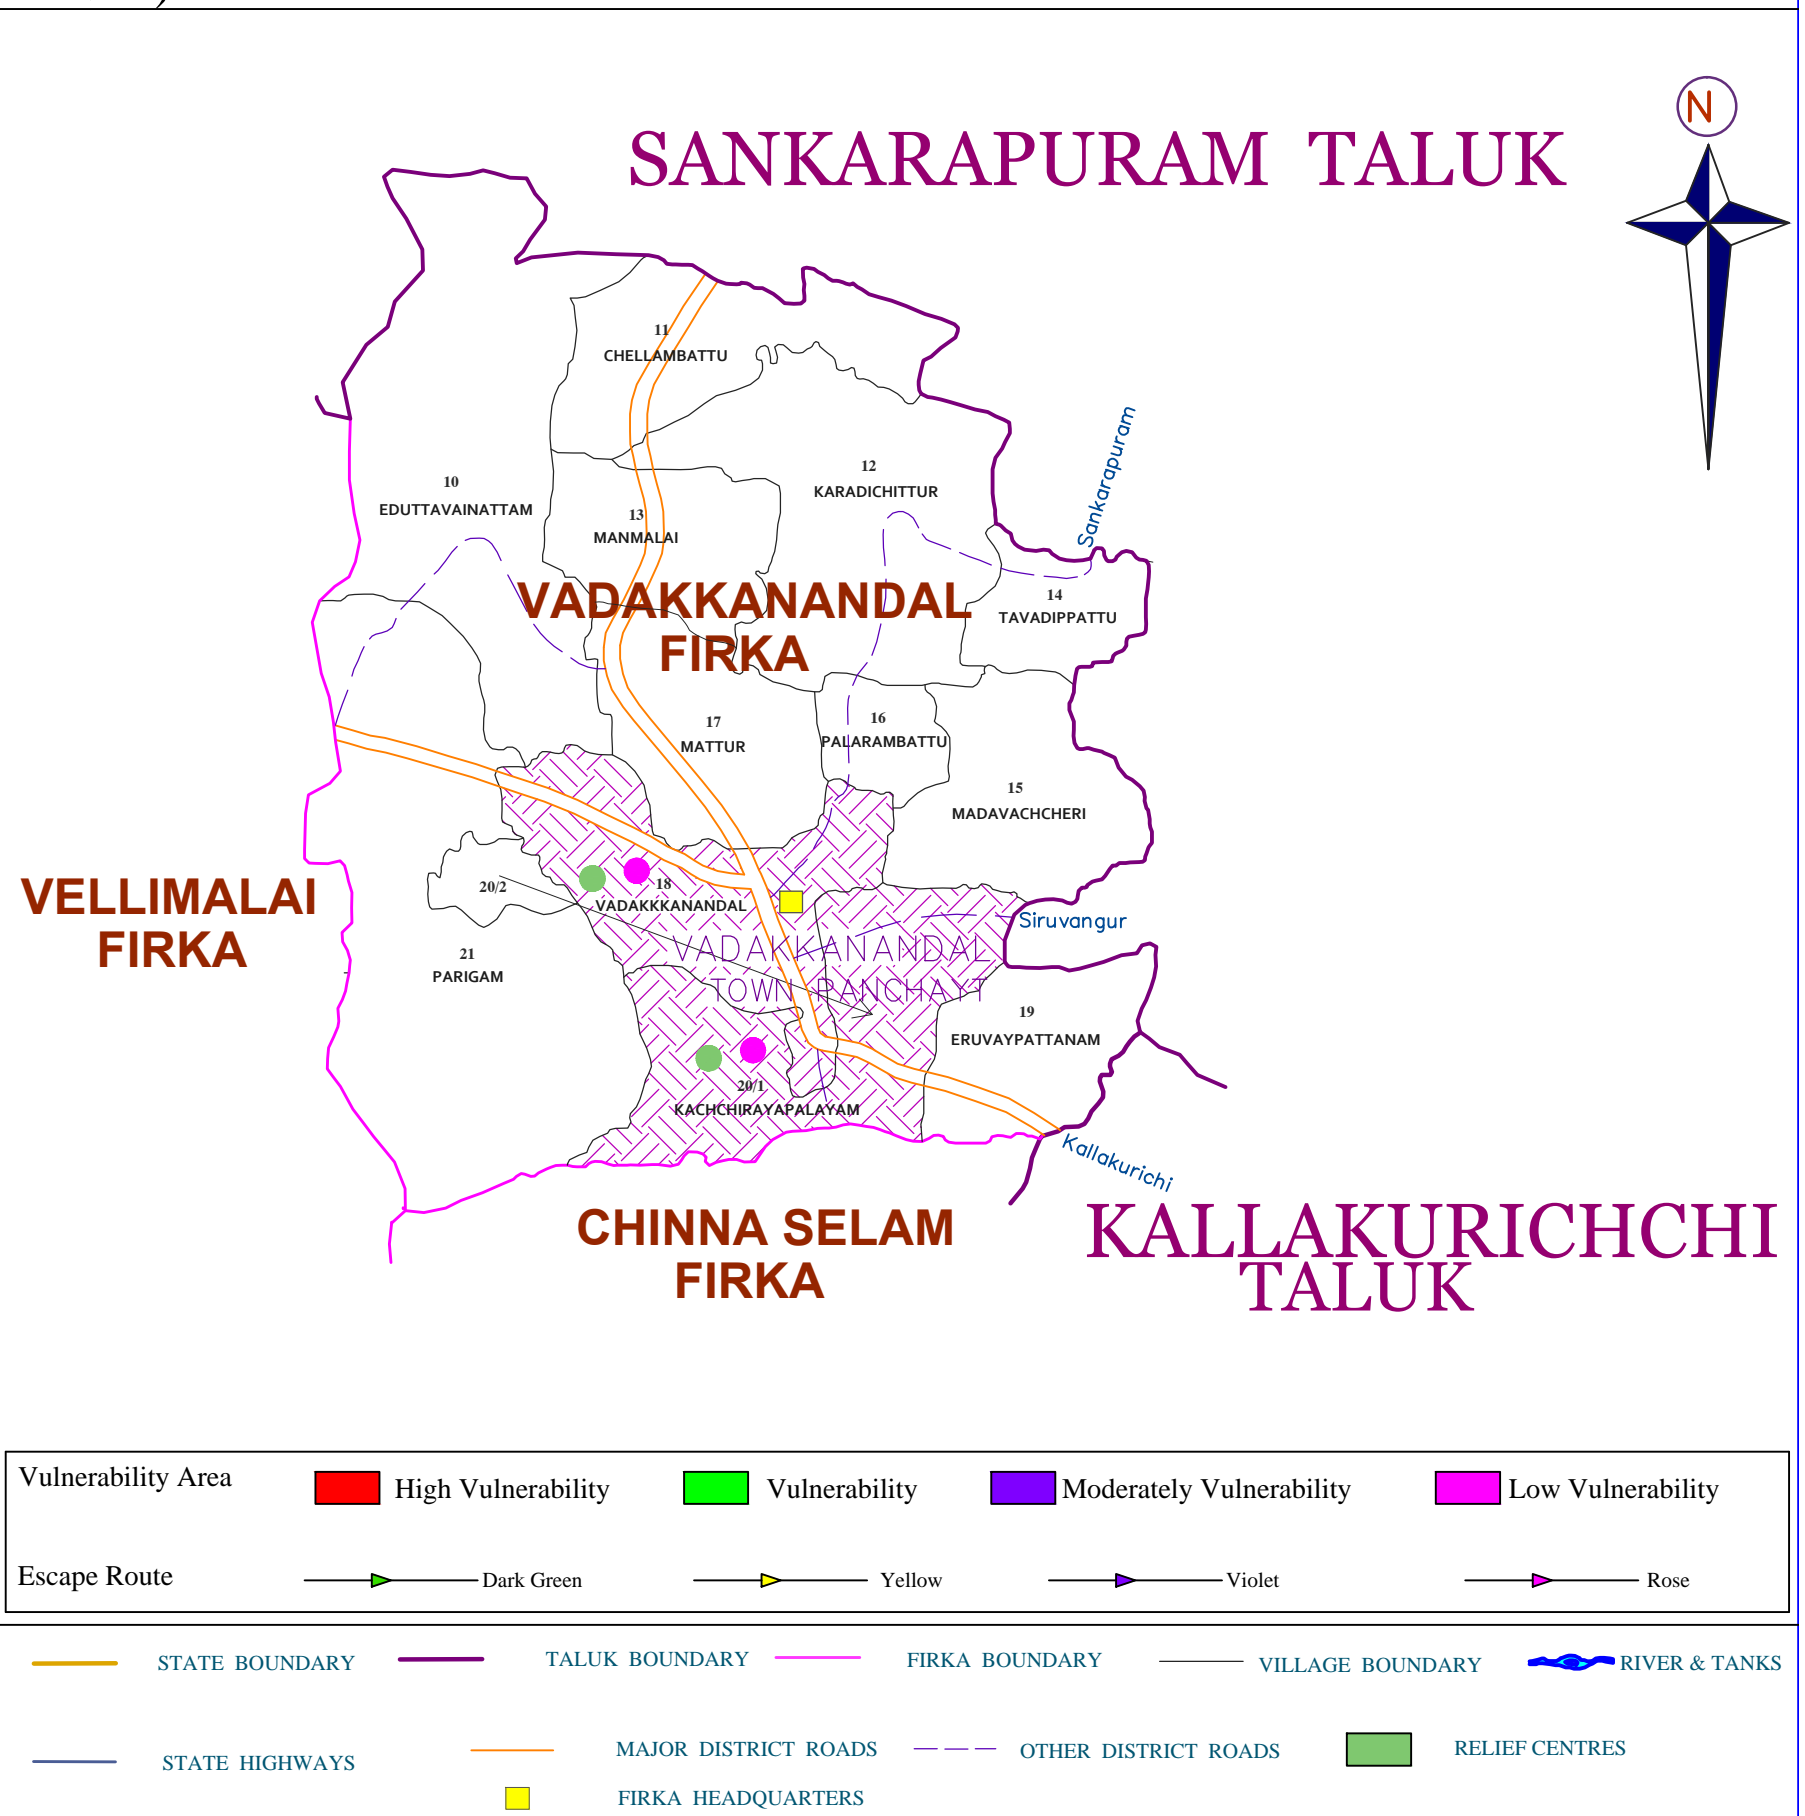 N
SANKARAPURAM TALUK
11
CHELLAMBATTU
Sankarapuram
12
KARADICHITTUR
10
EDUTTAVAINATTAM
13
MANMALAI
VADAKKANANDAL
FIRKA
14
TAVADIPPATTU
17
MATTUR
16
PALARAMBATTU
15
MADAVACHCHERI
VELLIMALAI
FIRKA
20/2
18
VADAKKKANANDAL
Siruvangur
VADAKKANANDAL
TOWN PANCHAYT
21
PARIGAM
19
ERUVAYPATTANAM
20/1
KACHCHIRAYAPALAYAM
Kallakurichi
CHINNA SELAM
FIRKA
KALLAKURICHCHI
TALUK
Vulnerability Area
High Vulnerability
Vulnerability
Moderately Vulnerability
Low Vulnerability
Escape Route
Dark Green
Yellow
Violet
Rose
STATE BOUNDARY
TALUK BOUNDARY
FIRKA BOUNDARY
VILLAGE BOUNDARY
RIVER & TANKS
STATE HIGHWAYS
MAJOR DISTRICT ROADS
OTHER DISTRICT ROADS
RELIEF CENTRES
FIRKA HEADQUARTERS